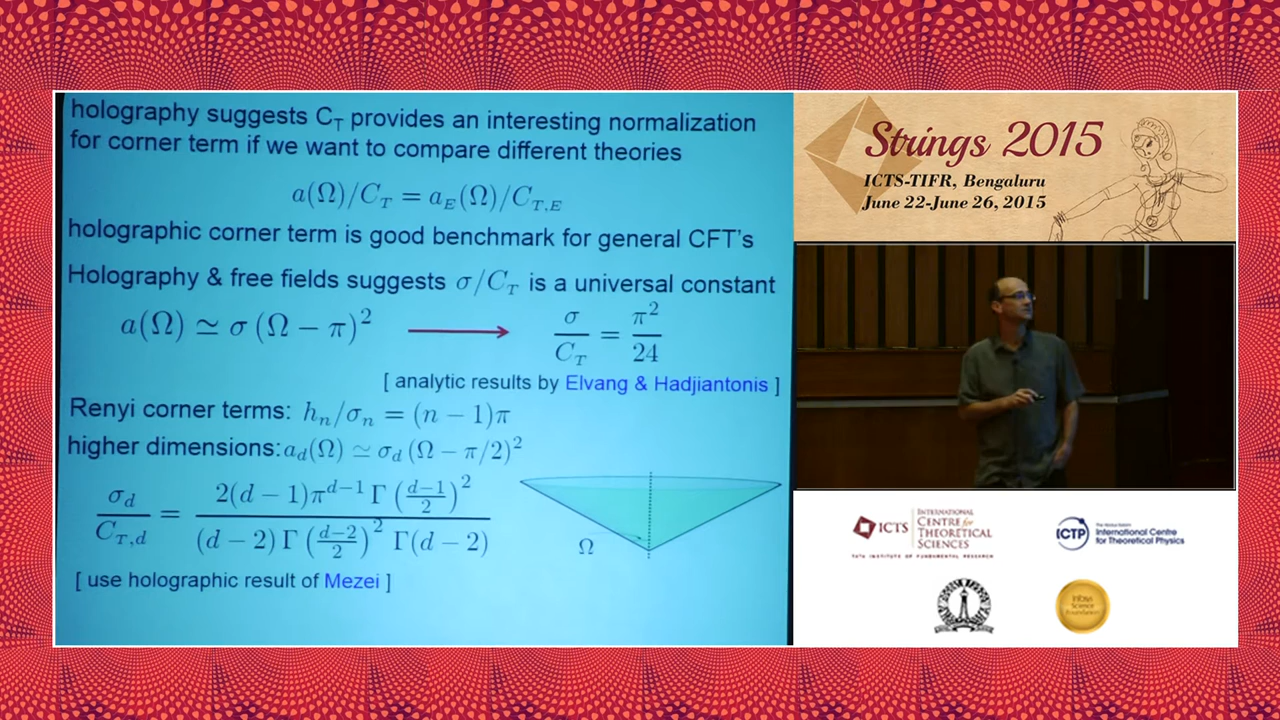 holography suggests C_T provides an interesting normalization
for corner term if we want to compare different theories
a(Ω)/C_T = a_E(Ω)/C_{T,E}
holographic corner term is good benchmark for general CFT's
Holography & free fields suggests σ/C_T is a universal constant
a(Ω) ≃ σ (Ω − π)² ⟶ σ/C_T = π²/24
[ analytic results by Elvang & Hadjiantonis ]
Renyi corner terms: h_n/σ_n = (n − 1)π
higher dimensions: a_d(Ω) ≃ σ_d (Ω − π/2)²
σ_d/C_{T,d} = 2(d − 1)π^{d−1} Γ((d−1)/2)² / ((d − 2) Γ((d−2)/2)² Γ(d − 2))
Ω
[ use holographic result of Mezei ]
Strings 2015
ICTS-TIFR, Bengaluru
June 22-June 26, 2015
ICTS
INTERNATIONAL
CENTRE for
THEORETICAL
SCIENCES
TATA INSTITUTE OF FUNDAMENTAL RESEARCH
ICTP
The Abdus Salam
International Centre
for Theoretical Physics
Infosys
Science
Foundation